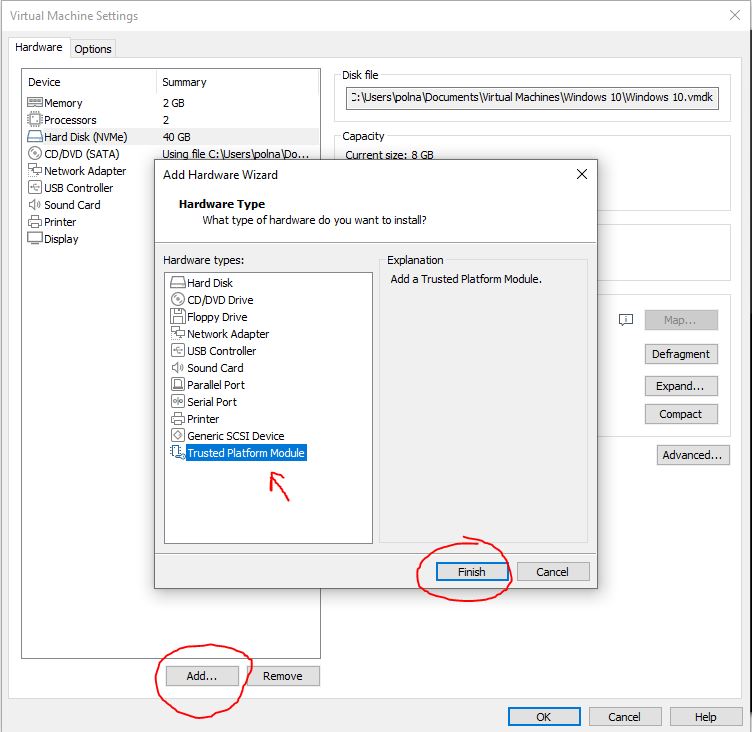 Virtual Machine Settings
Hardware
Options
Device Summary
Memory 2 GB
Processors 2
Hard Disk (NVMe) 40 GB
CD/DVD (SATA) Using file C:\Users\polna\Do...
Network Adapter
USB Controller
Sound Card
Printer
Display
Add...
Remove
Disk file
C:\Users\polna\Documents\Virtual Machines\Windows 10\Windows 10.vmdk
Capacity
Current size: 8 GB
Map...
Defragment
Expand...
Compact
Advanced...
Add Hardware Wizard
Hardware Type
What type of hardware do you want to install?
Hardware types:
Hard Disk
CD/DVD Drive
Floppy Drive
Network Adapter
USB Controller
Sound Card
Parallel Port
Serial Port
Printer
Generic SCSI Device
Trusted Platform Module
Explanation
Add a Trusted Platform Module.
Finish
Cancel
OK
Cancel
Help